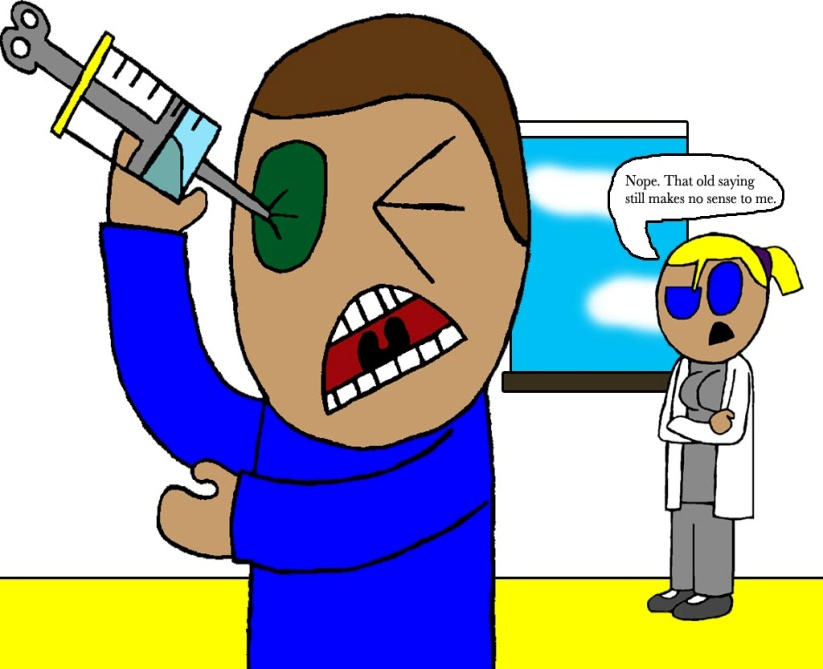 Nope. That old saying
still makes no sense to me.